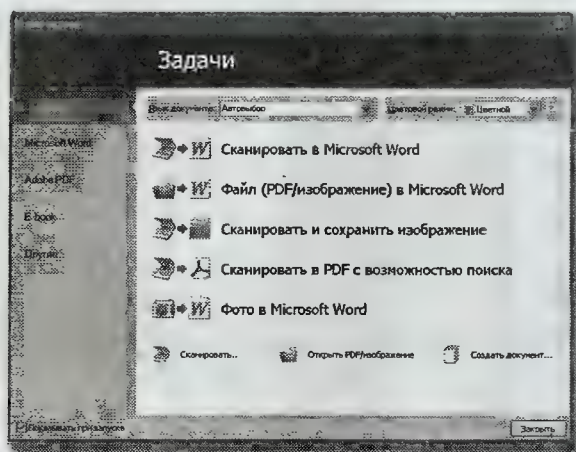 Задачи
Язык документа: Автовыбор Цветовой режим: Цветной
Microsoft Word
Adobe PDF
E-book
Другие
Сканировать в Microsoft Word
Файл (PDF/изображение) в Microsoft Word
Сканировать и сохранить изображение
Сканировать в PDF с возможностью поиска
Фото в Microsoft Word
Сканировать... Открыть PDF/изображение Создать документ...
Показывать при запуске Закрыть